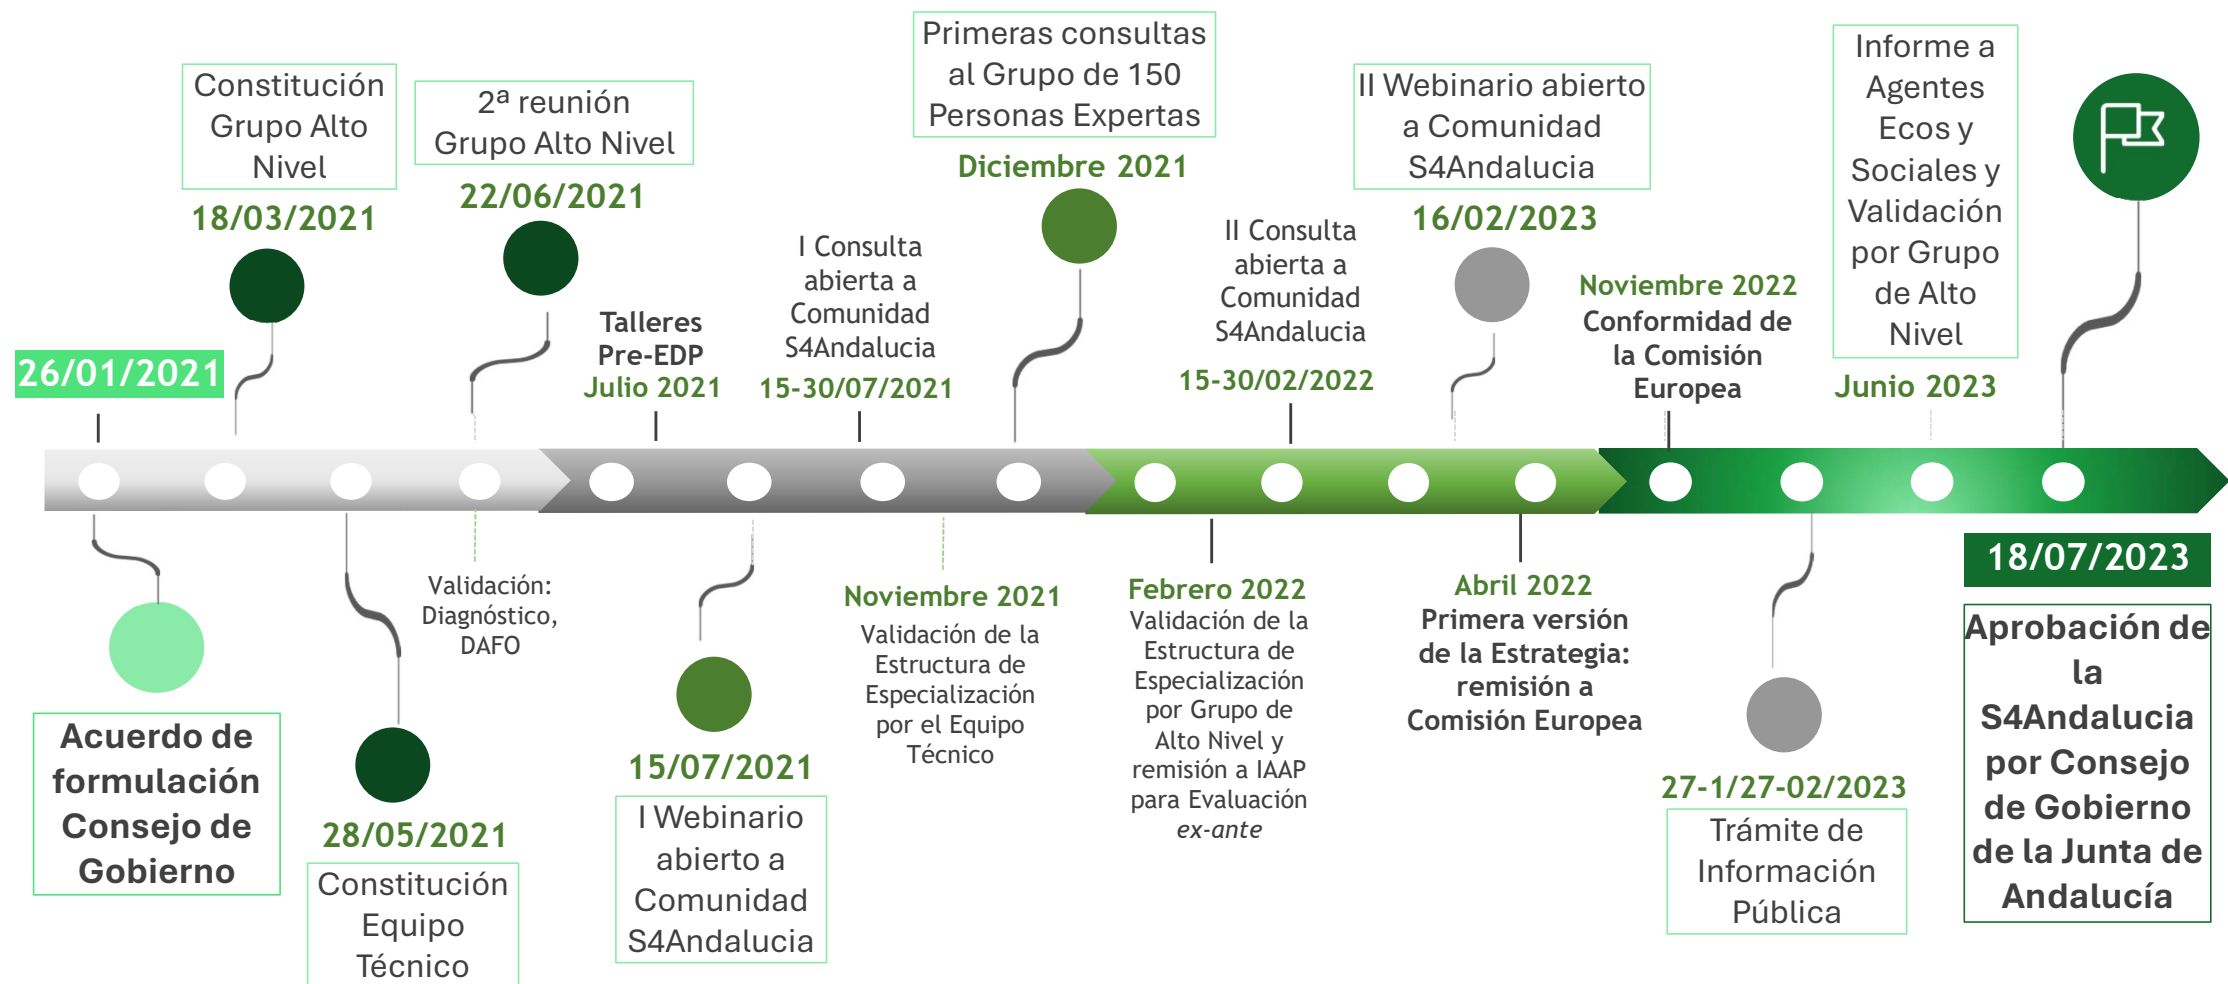 26/01/2021
Acuerdo de
formulación
Consejo de
Gobierno
Constitución
Grupo Alto
Nivel
18/03/2021
28/05/2021
Constitución
Equipo
Técnico
2ª reunión
Grupo Alto Nivel
22/06/2021
Validación:
Diagnóstico,
DAFO
Talleres
Pre-EDP
Julio 2021
15/07/2021
I Webinario
abierto a
Comunidad
S4Andalucia
I Consulta
abierta a
Comunidad
S4Andalucia
15-30/07/2021
Noviembre 2021
Validación de la
Estructura de
Especialización
por el Equipo
Técnico
Primeras consultas
al Grupo de 150
Personas Expertas
Diciembre 2021
Febrero 2022
Validación de la
Estructura de
Especialización
por Grupo de
Alto Nivel y
remisión a IAAP
para Evaluación
ex-ante
II Consulta
abierta a
Comunidad
S4Andalucia
15-30/02/2022
II Webinario abierto
a Comunidad
S4Andalucia
16/02/2023
Abril 2022
Primera versión
de la Estrategia:
remisión a
Comisión Europea
Noviembre 2022
Conformidad de
la Comisión
Europea
27-1/27-02/2023
Trámite de
Información
Pública
Informe a
Agentes
Ecos y
Sociales y
Validación
por Grupo
de Alto
Nivel
Junio 2023
18/07/2023
Aprobación de
la
S4Andalucia
por Consejo
de Gobierno
de la Junta de
Andalucía